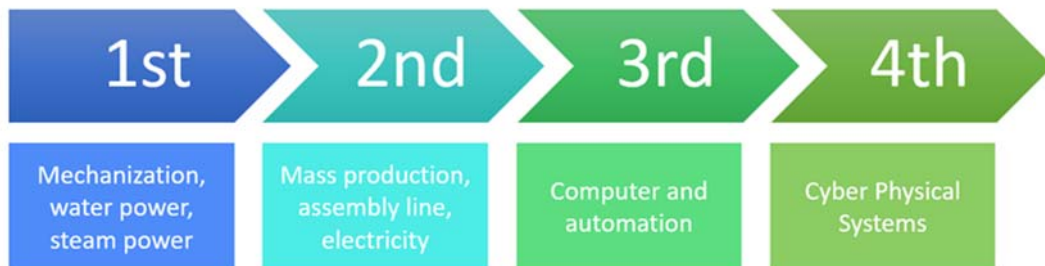 1st
2nd
3rd
4th
Mechanization,
water power,
steam power
Mass production,
assembly line,
electricity
Computer and
automation
Cyber Physical
Systems